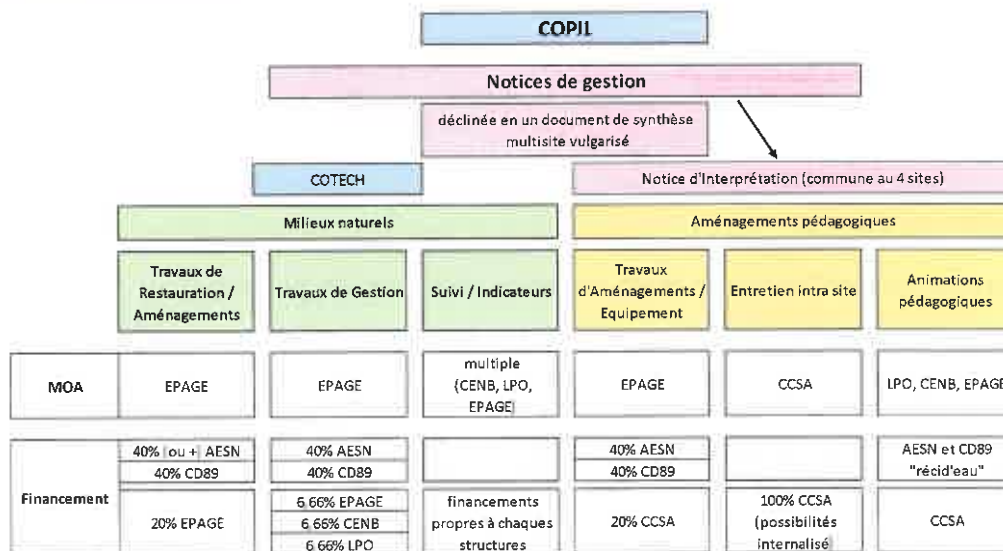 COPIL
Notices de gestion
déclinée en un document de synthèse
multisite vulgarisé
COTECH
Notice d'Interprétation (commune au 4 sites)
Milieux naturels
Aménagements pédagogiques
Travaux de
Restauration /
Aménagements
Travaux de Gestion
Suivi / Indicateurs
Travaux
d'Aménagements /
Equipement
Entretien intra site
Animations
pédagogiques
MOA
EPAGE
EPAGE
multiple
(CENB, LPO,
EPAGE)
EPAGE
CCSA
LPO, CENB, EPAGE
Financement
40% (ou +) AESN
40% CD89
20% EPAGE
40% AESN
40% CD89
6,66% EPAGE
6,66% CENB
6,66% LPO
financements
propres à chaques
structures
40% AESN
40% CD89
20% CCSA
100% CCSA
(possibilités
internalisé)
AESN et CD89
"récid'eau"
CCSA